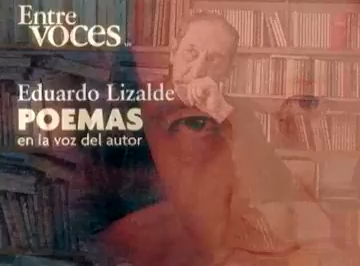 Entre
voces
Eduardo Lizalde
POEMAS
en la voz del autor